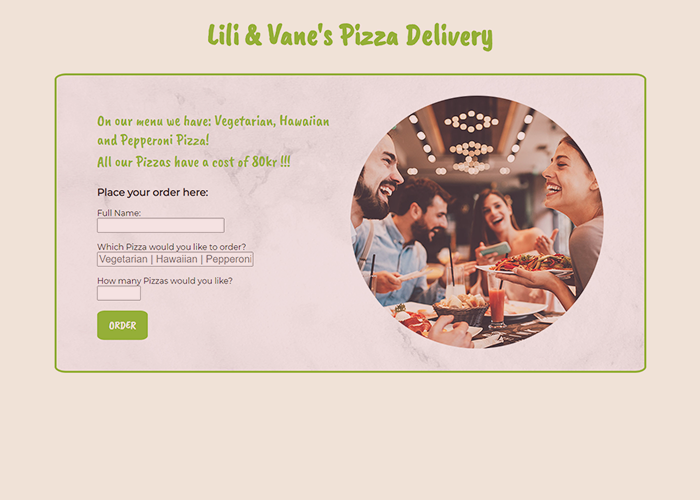 Lili & Vane's Pizza Delivery
On our menu we have: Vegetarian, Hawaiian
and Pepperoni Pizza!
All our Pizzas have a cost of 80kr !!!
Place your order here:
Full Name:
Which Pizza would you like to order?
Vegetarian | Hawaiian | Pepperoni
How many Pizzas would you like?
ORDER